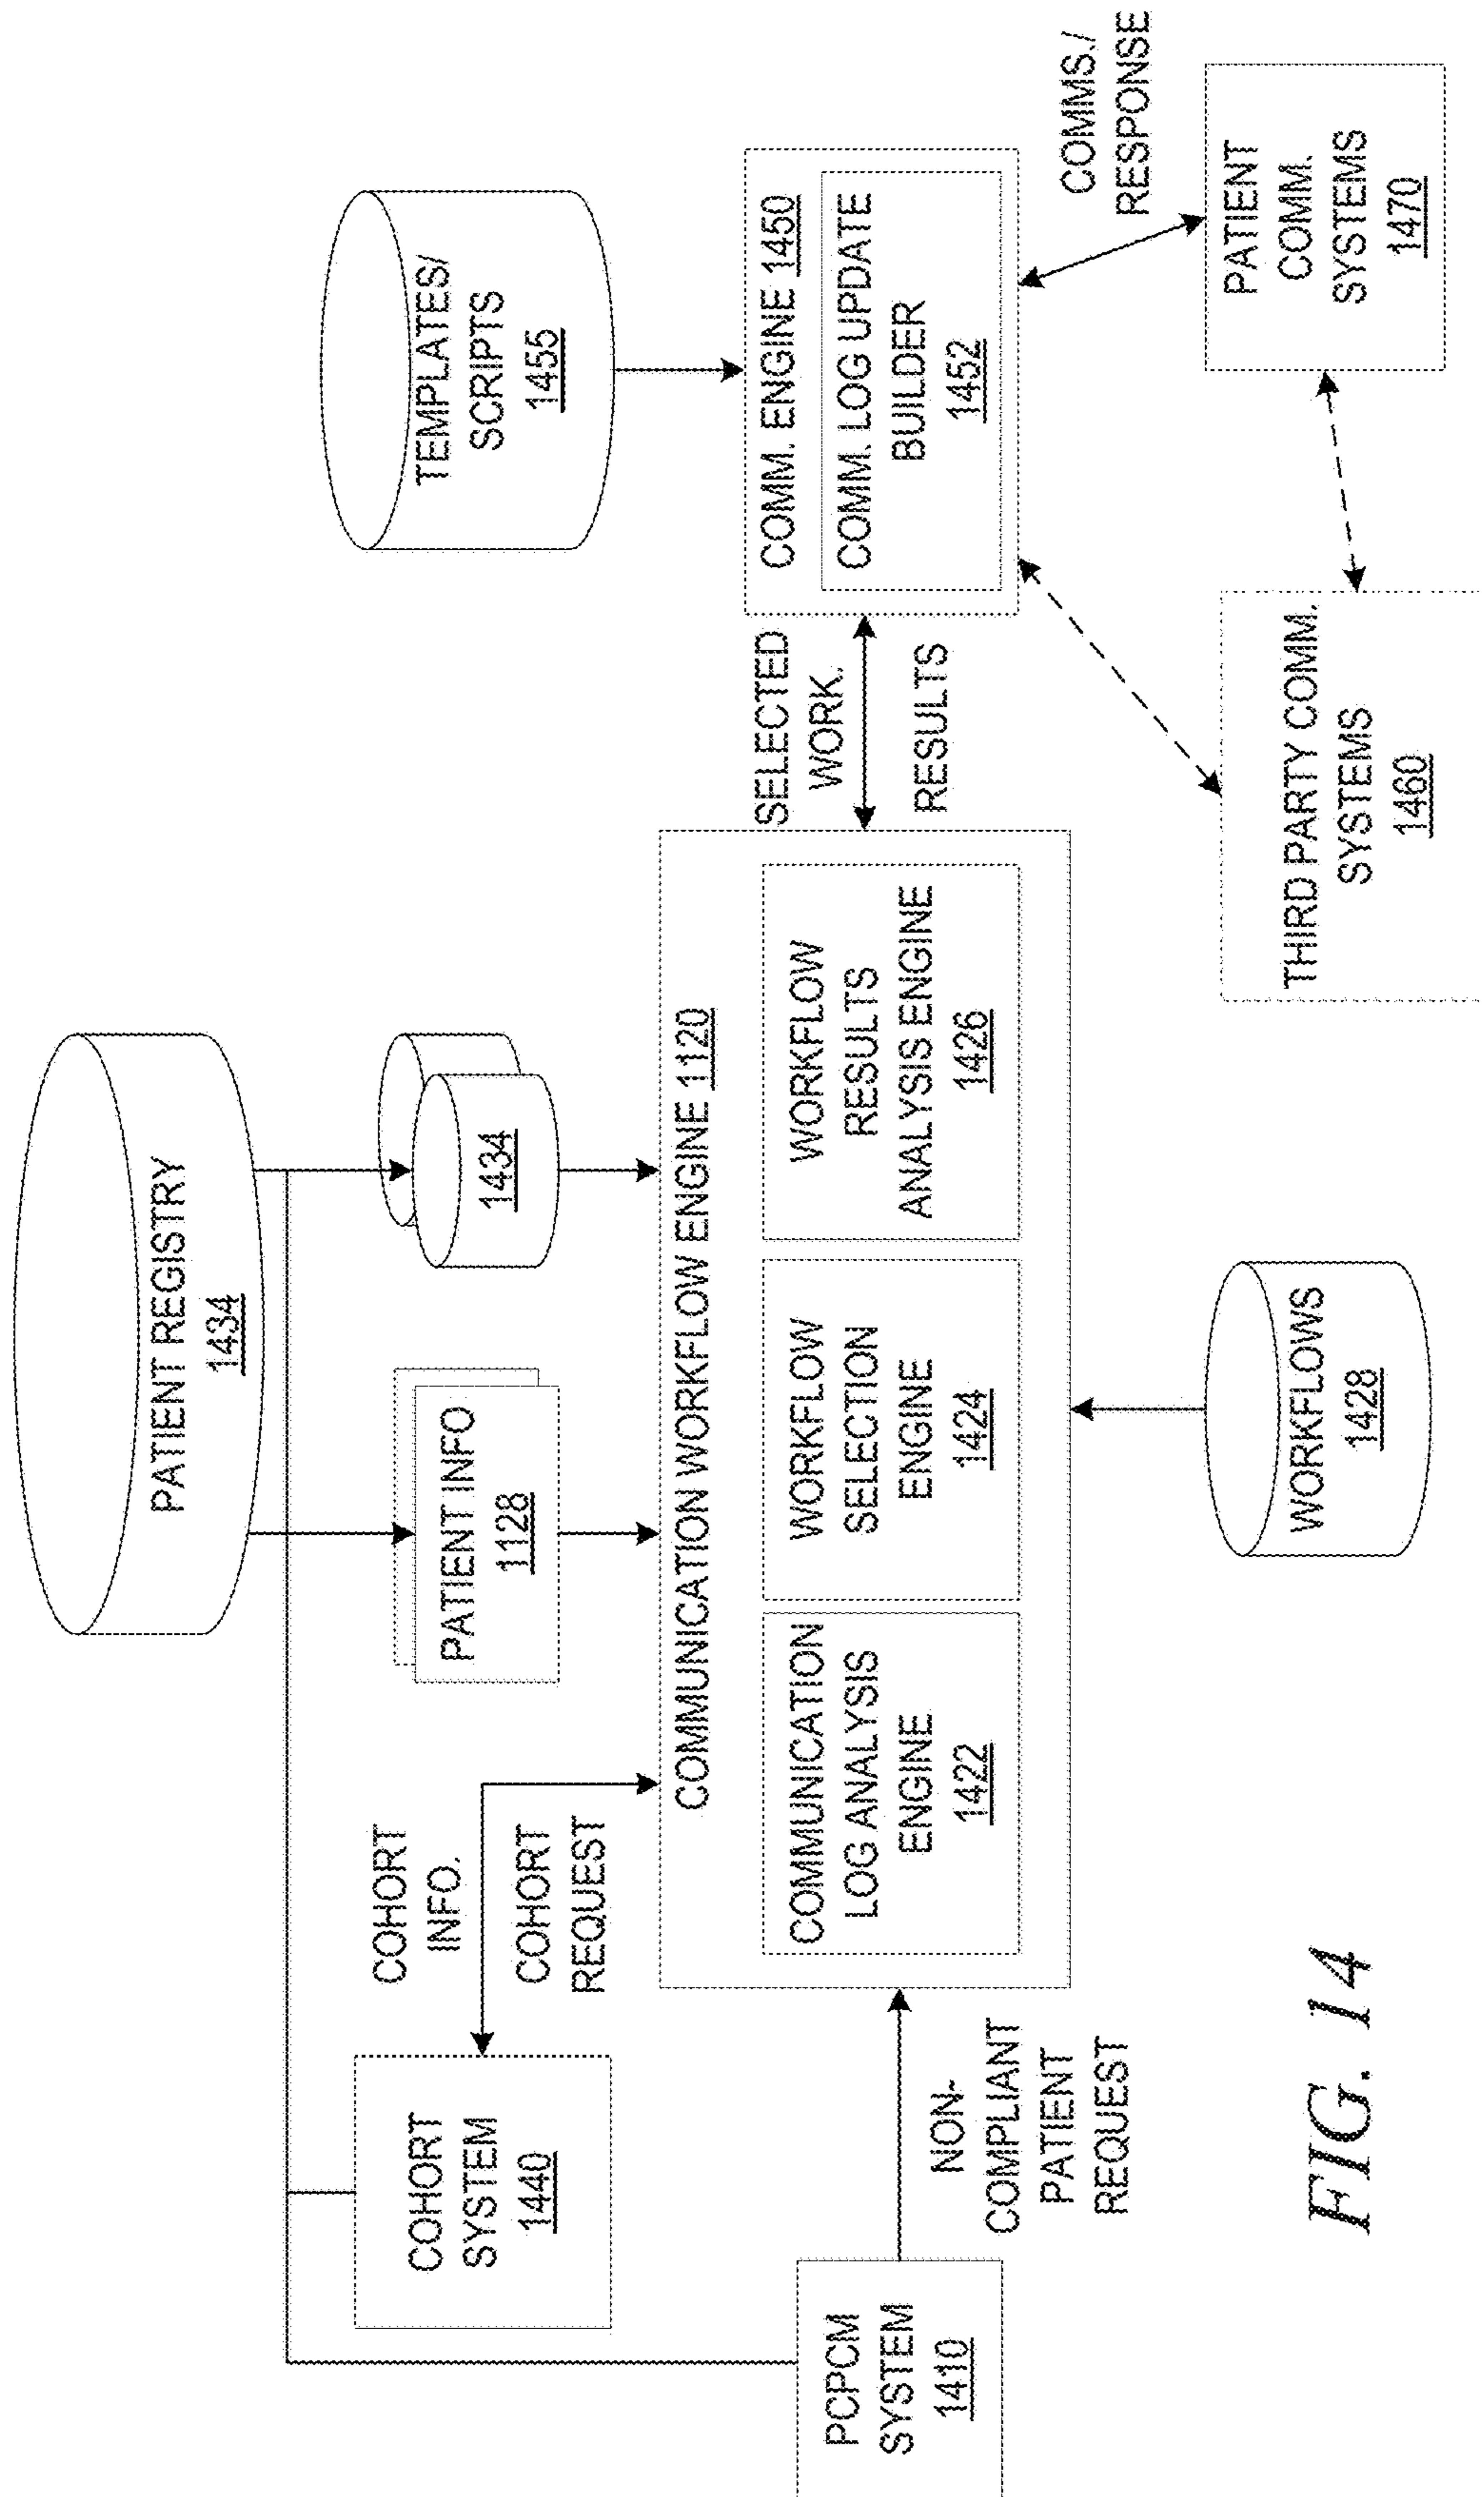 PATIENT REGISTRY
1434
TEMPLATES/
SCRIPTS
1455
COHORT
SYSTEM
1440
COHORT
INFO.
COHORT
REQUEST
PATIENT INFO
1128
1434
PCPCM
SYSTEM
1410
NON-
COMPLIANT
PATIENT
REQUEST
COMMUNICATION WORKFLOW ENGINE 1120
COMMUNICATION
LOG ANALYSIS
ENGINE
1422
WORKFLOW
SELECTION
ENGINE
1424
WORKFLOW
RESULTS
ANALYSIS ENGINE
1426
SELECTED
WORK.
RESULTS
COMM. ENGINE 1450
COMM. LOG UPDATE
BUILDER
1452
COMMS./
RESPONSE
WORKFLOWS
1428
THIRD PARTY COMM.
SYSTEMS
1460
PATIENT
COMM.
SYSTEMS
1470
FIG. 14